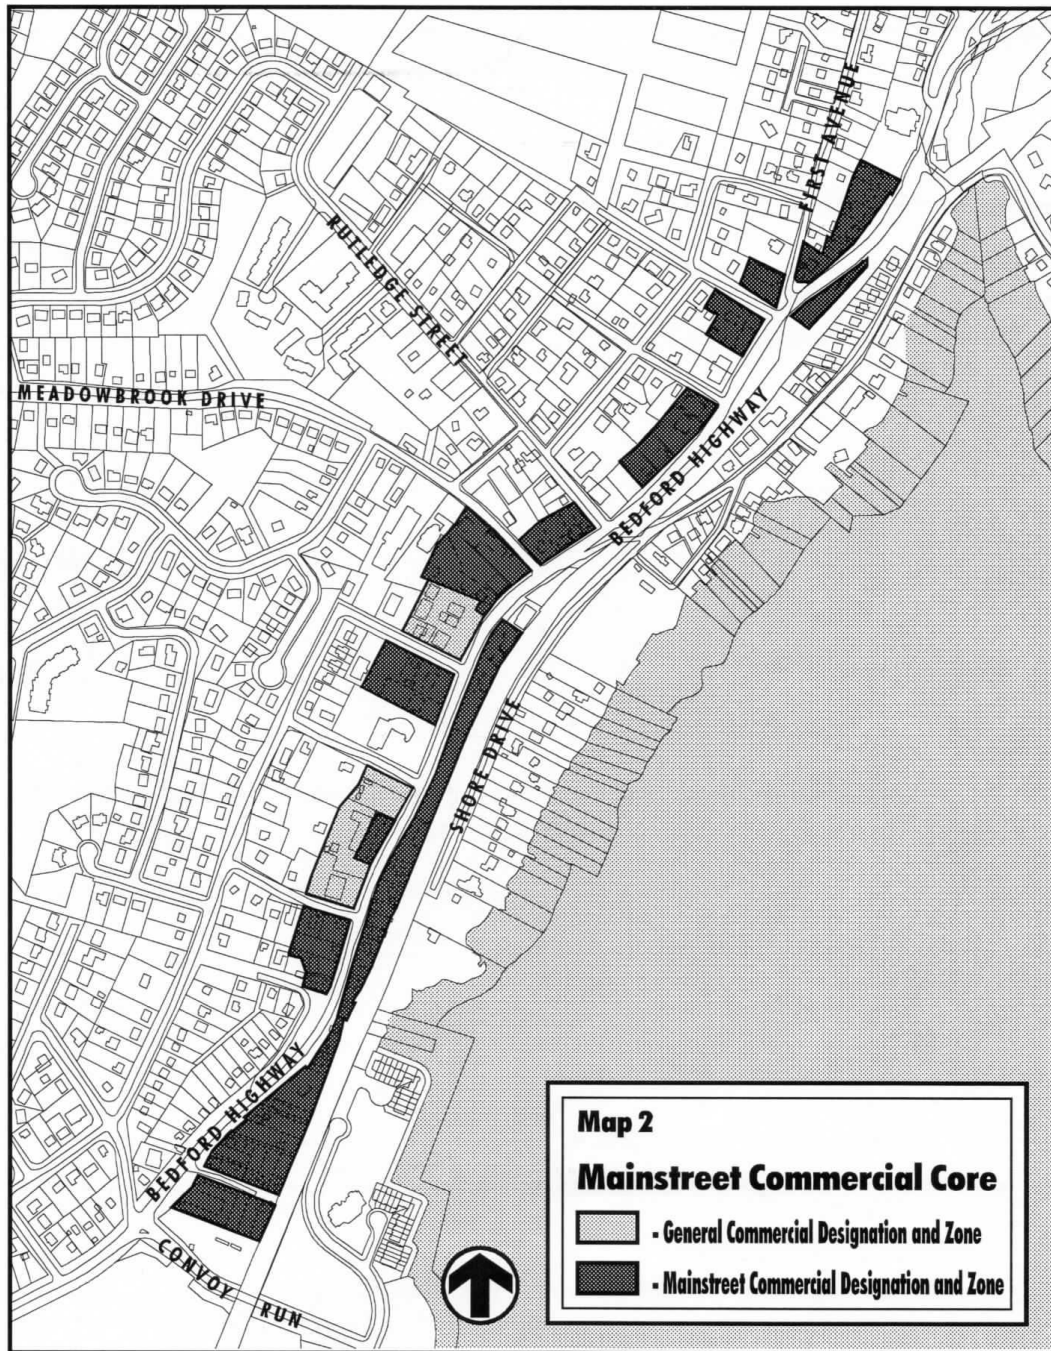 FIRST AVENUE
RUTLEDGE STREET
MEADOWBROOK DRIVE
BEDFORD HIGHWAY
SHORE DRIVE
BEDFORD HIGHWAY
CONVOY RUN
Map 2
Mainstreet Commercial Core
- General Commercial Designation and Zone
- Mainstreet Commercial Designation and Zone